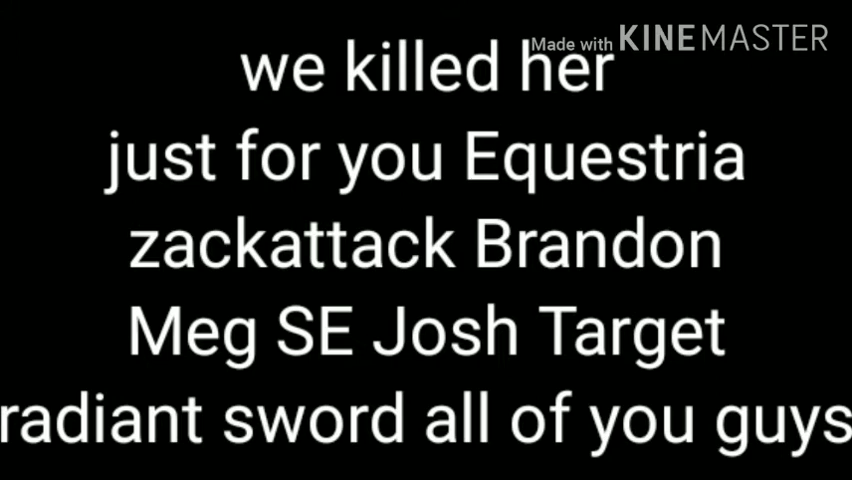 Made with KINEMASTER
we killed her
just for you Equestria
zackattack Brandon
Meg SE Josh Target
radiant sword all of you guys